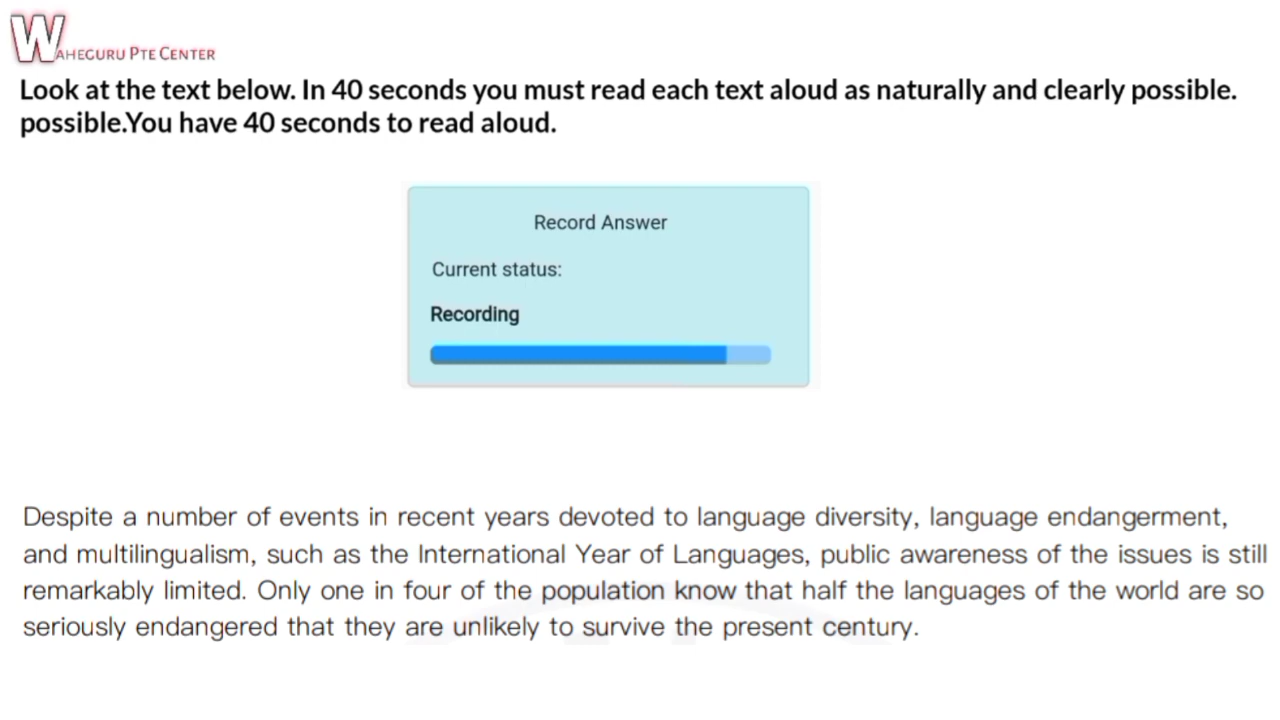 WAHEGURU PTE CENTER
Look at the text below. In 40 seconds you must read each text aloud as naturally and clearly possible.
possible.You have 40 seconds to read aloud.
Record Answer
Current status:
Recording
Despite a number of events in recent years devoted to language diversity, language endangerment,
and multilingualism, such as the International Year of Languages, public awareness of the issues is still
remarkably limited. Only one in four of the population know that half the languages of the world are so
seriously endangered that they are unlikely to survive the present century.